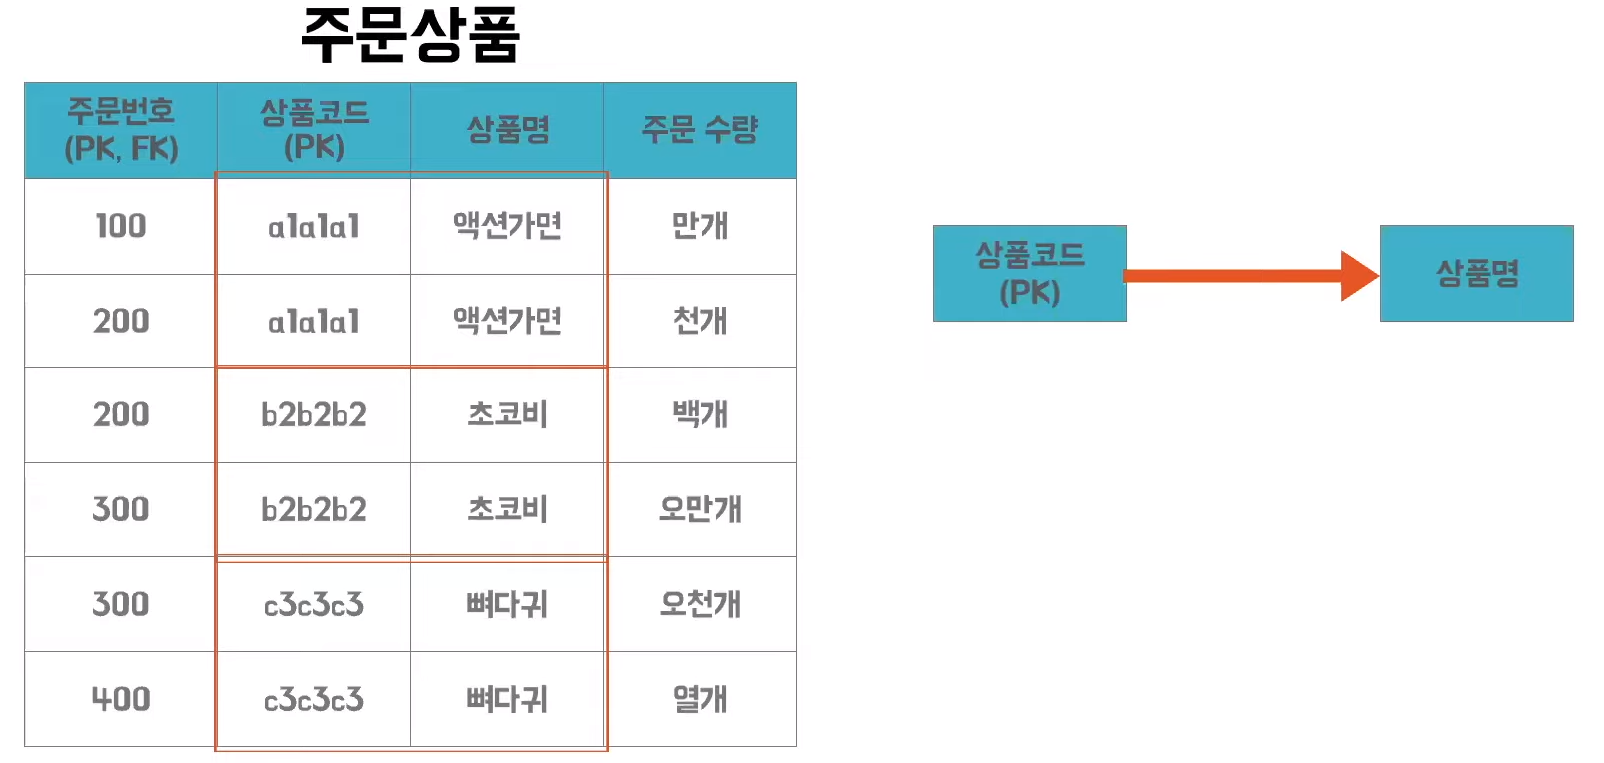 주문상품
주문번호 상품코드 상품명 주문 수량
(PK, FK) (PK)
100 a1a1a1 액션가면 만개
200 a1a1a1 액션가면 천개
200 b2b2b2 초코비 백개
300 b2b2b2 초코비 오만개
300 c3c3c3 뼈다귀 오천개
400 c3c3c3 뼈다귀 열개
상품코드
(PK)
상품명